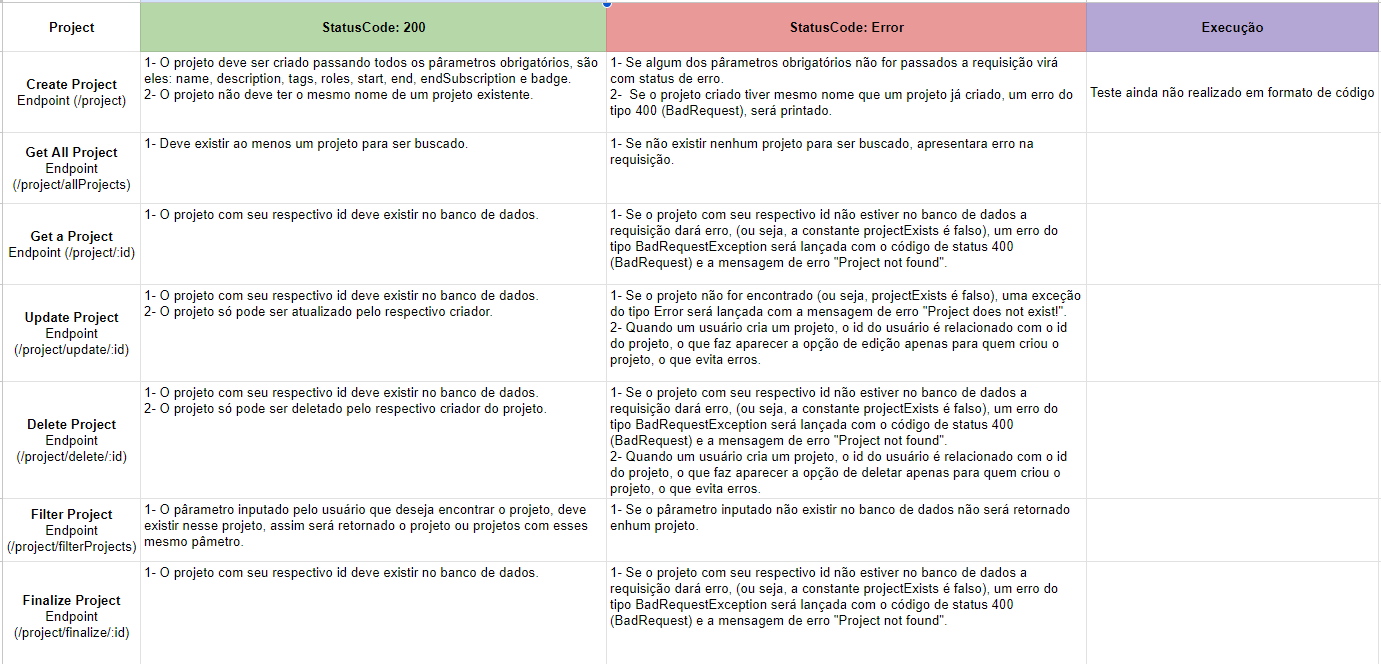 Project
StatusCode: 200
StatusCode: Error
Execução
Create Project
Endpoint (/project)
1- O projeto deve ser criado passando todos os pârametros obrigatórios, são
eles: name, description, tags, roles, start, end, endSubscription e badge.
2- O projeto não deve ter o mesmo nome de um projeto existente.
1- Se algum dos pârametros obrigatórios não for passados a requisição virá
com status de erro.
2-  Se o projeto criado tiver mesmo nome que um projeto já criado, um erro do
tipo 400 (BadRequest), será printado.
Teste ainda não realizado em formato de código
Get All Project
Endpoint
(/project/allProjects)
1- Deve existir ao menos um projeto para ser buscado.
1- Se não existir nenhum projeto para ser buscado, apresentara erro na
requisição.
Get a Project
Endpoint (/project/:id)
1- O projeto com seu respectivo id deve existir no banco de dados.
1- Se o projeto com seu respectivo id não estiver no banco de dados a
requisição dará erro, (ou seja, a constante projectExists é falso), um erro do
tipo BadRequestException será lançada com o código de status 400
(BadRequest) e a mensagem de erro "Project not found".
Update Project
Endpoint
(/project/update/:id)
1- O projeto com seu respectivo id deve existir no banco de dados.
2- O projeto só pode ser atualizado pelo respectivo criador.
1- Se o projeto não for encontrado (ou seja, projectExists é falso), uma exceção
do tipo Error será lançada com a mensagem de erro "Project does not exist!".
2- Quando um usuário cria um projeto, o id do usuário é relacionado com o id
do projeto, o que faz aparecer a opção de edição apenas para quem criou o
projeto, o que evita erros.
Delete Project
Endpoint
(/project/delete/:id)
1- O projeto com seu respectivo id deve existir no banco de dados.
2- O projeto só pode ser deletado pelo respectivo criador do projeto.
1- Se o projeto com seu respectivo id não estiver no banco de dados a
requisição dará erro, (ou seja, a constante projectExists é falso), um erro do
tipo BadRequestException será lançada com o código de status 400
(BadRequest) e a mensagem de erro "Project not found".
2- Quando um usuário cria um projeto, o id do usuário é relacionado com o id
do projeto, o que faz aparecer a opção de deletar apenas para quem criou o
projeto, o que evita erros.
Filter Project
Endpoint
(/project/filterProjects)
1- O pârametro inputado pelo usuário que deseja encontrar o projeto, deve
existir nesse projeto, assim será retornado o projeto ou projetos com esses
mesmo pâmetro.
1- Se o pârametro inputado não existir no banco de dados não será retornado
enhum projeto.
Finalize Project
Endpoint
(/project/finalize/:id)
1- O projeto com seu respectivo id deve existir no banco de dados.
1- Se o projeto com seu respectivo id não estiver no banco de dados a
requisição dará erro, (ou seja, a constante projectExists é falso), um erro do
tipo BadRequestException será lançada com o código de status 400
(BadRequest) e a mensagem de erro "Project not found".